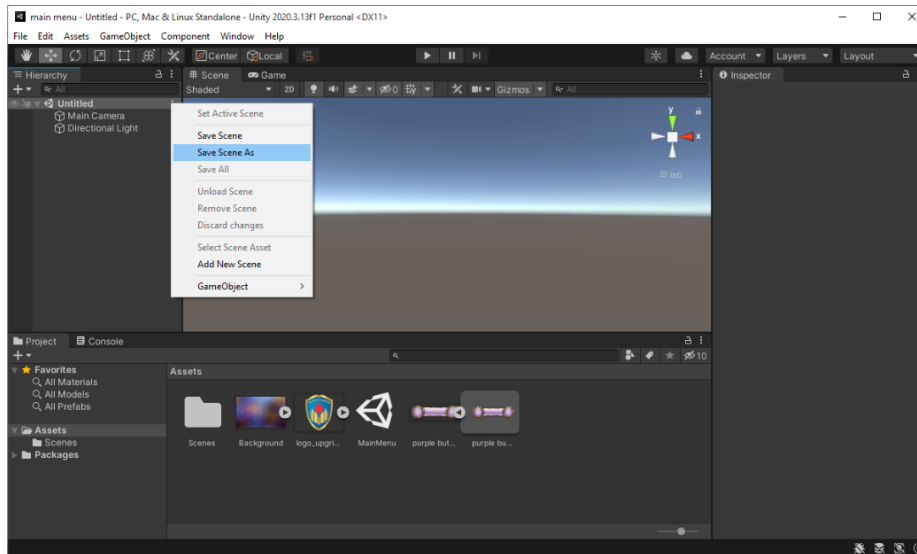 main menu - Untitled - PC, Mac & Linux Standalone - Unity 2020.3.13f1 Personal <DX11>
File Edit Assets GameObject Component Window Help
Center Local Account Layers Layout
Hierarchy Scene Game Inspector
All Shaded 2D 0 Gizmos All
Untitled
Main Camera
Directional Light
Set Active Scene
Save Scene
Save Scene As
Save All
Unload Scene
Remove Scene
Discard changes
Select Scene Asset
Add New Scene
GameObject
y
x
Iso
Project Console
10
Favorites
All Materials
All Models
All Prefabs
Assets
Scenes
Packages
Assets
Scenes Background logo_upgri... MainMenu purple but... purple bu...